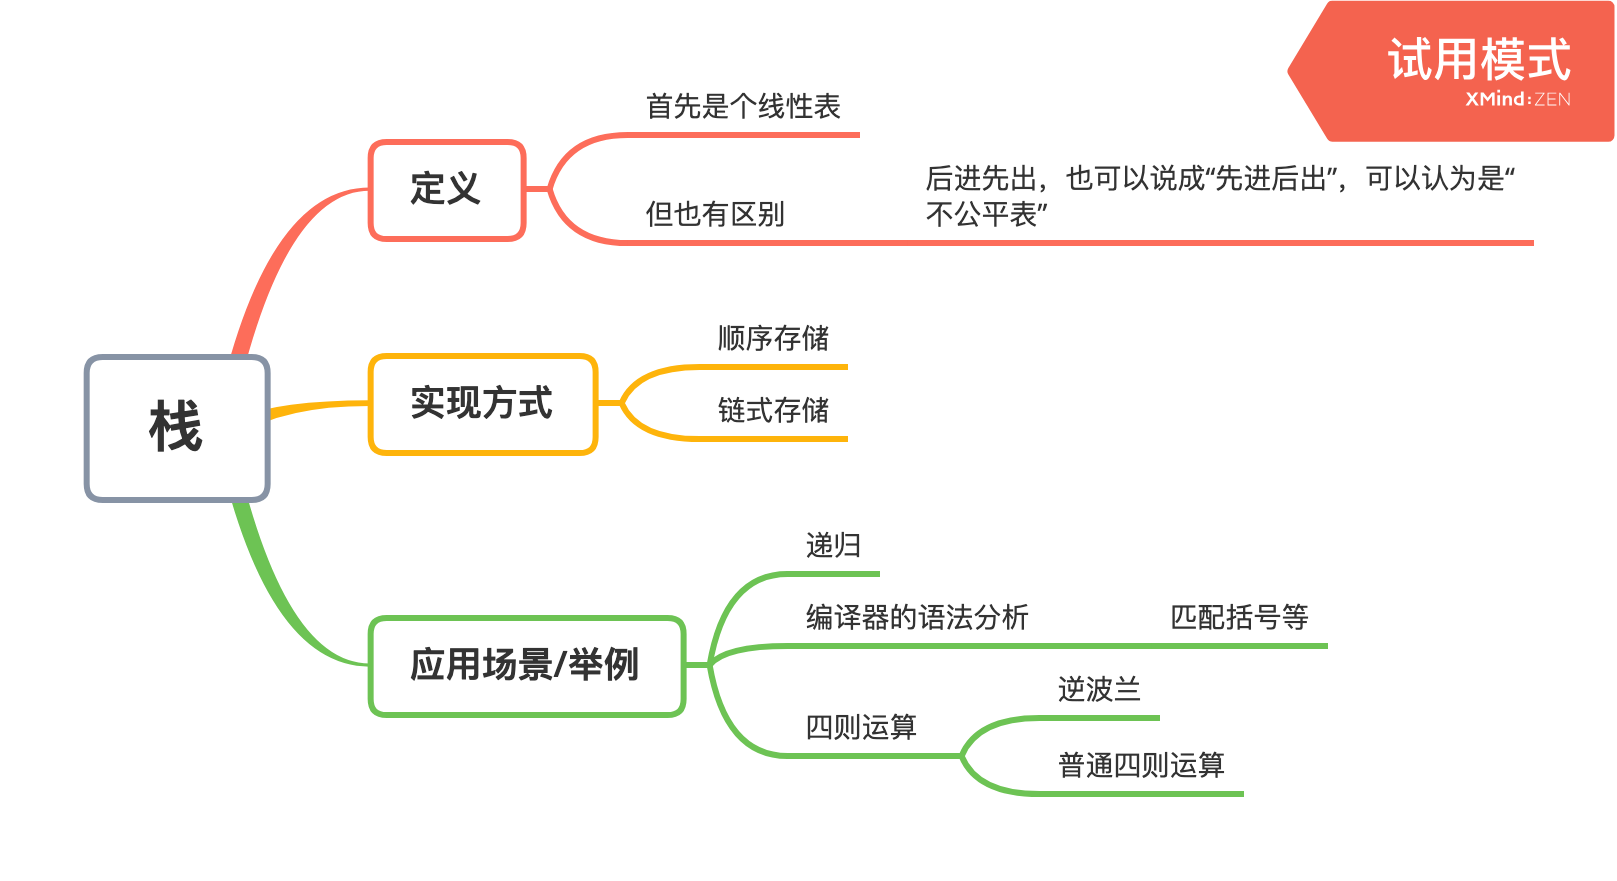 试用模式
XMind:ZEN
首先是个线性表
定义
但也有区别
后进先出，也可以说成“先进后出”，可以认为是“
不公平表”
顺序存储
实现方式
链式存储
栈
递归
编译器的语法分析
匹配括号等
应用场景/举例
逆波兰
四则运算
普通四则运算